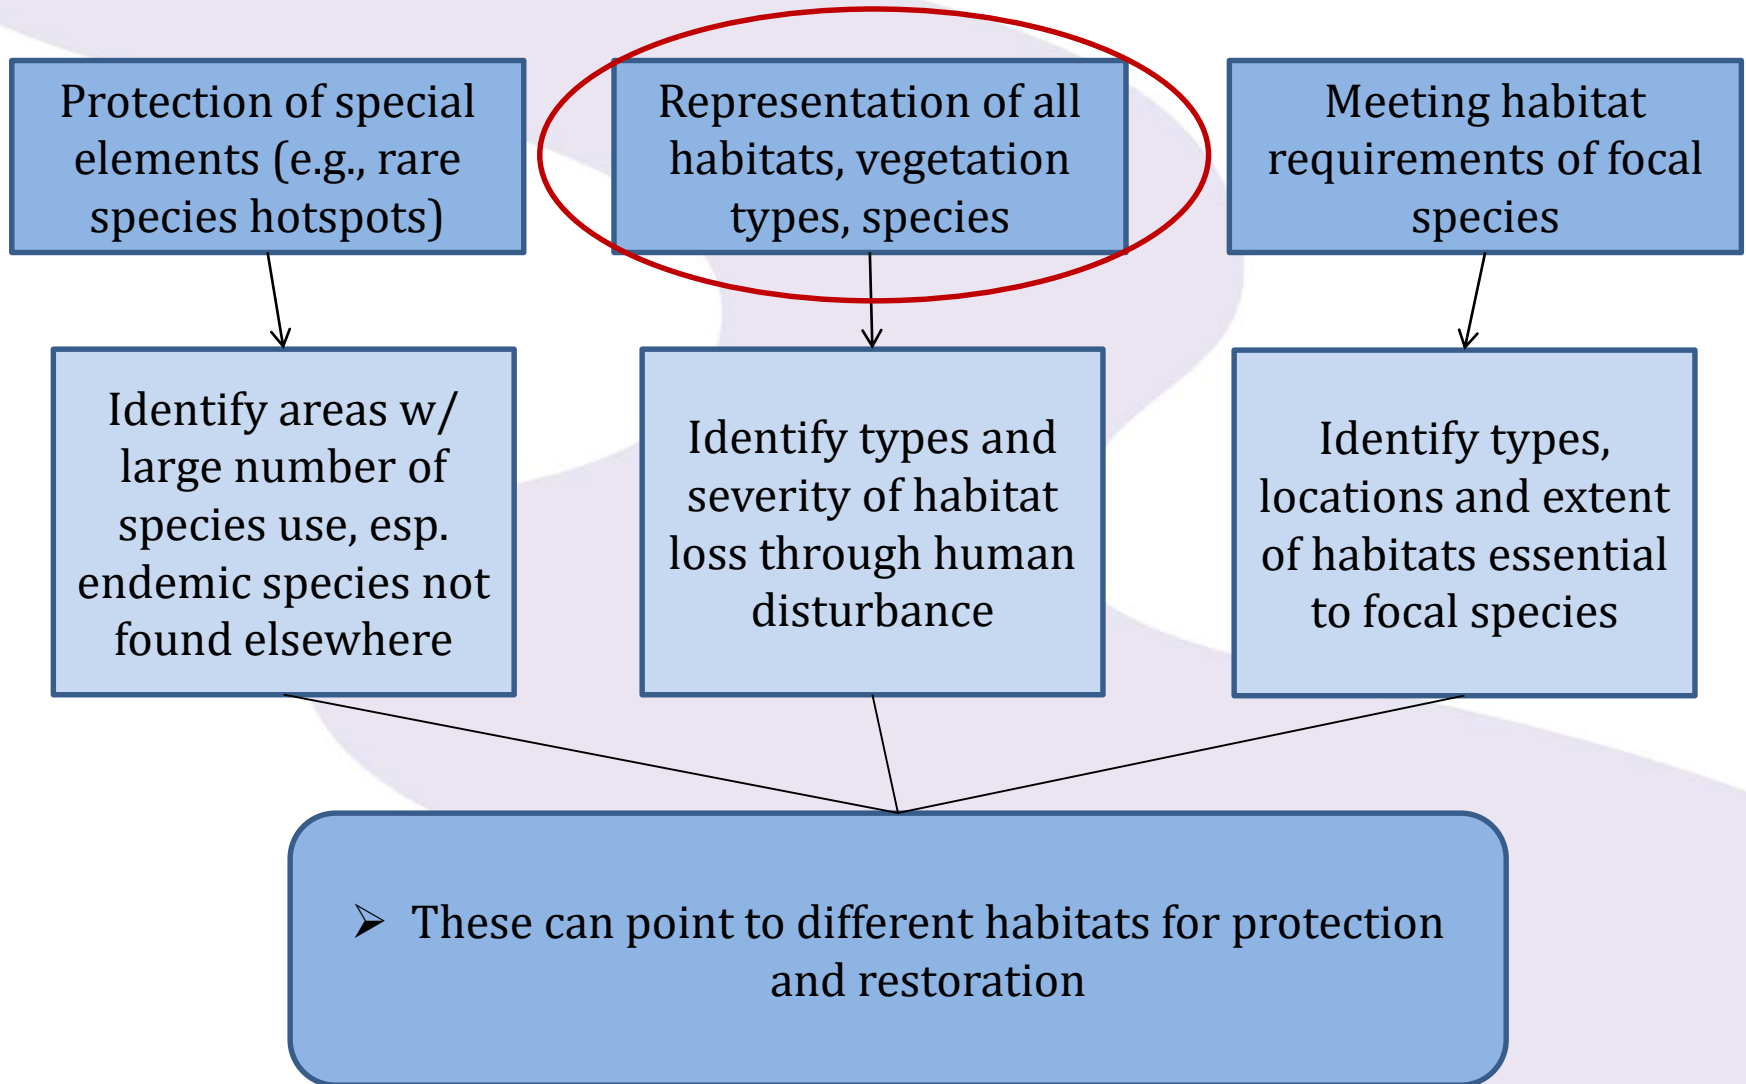 Protection of special
elements (e.g., rare
species hotspots)
Representation of all
habitats, vegetation
types, species
Meeting habitat
requirements of focal
species
Identify areas w/
large number of
species use, esp.
endemic species not
found elsewhere
Identify types and
severity of habitat
loss through human
disturbance
Identify types,
locations and extent
of habitats essential
to focal species
➢ These can point to different habitats for protection
and restoration